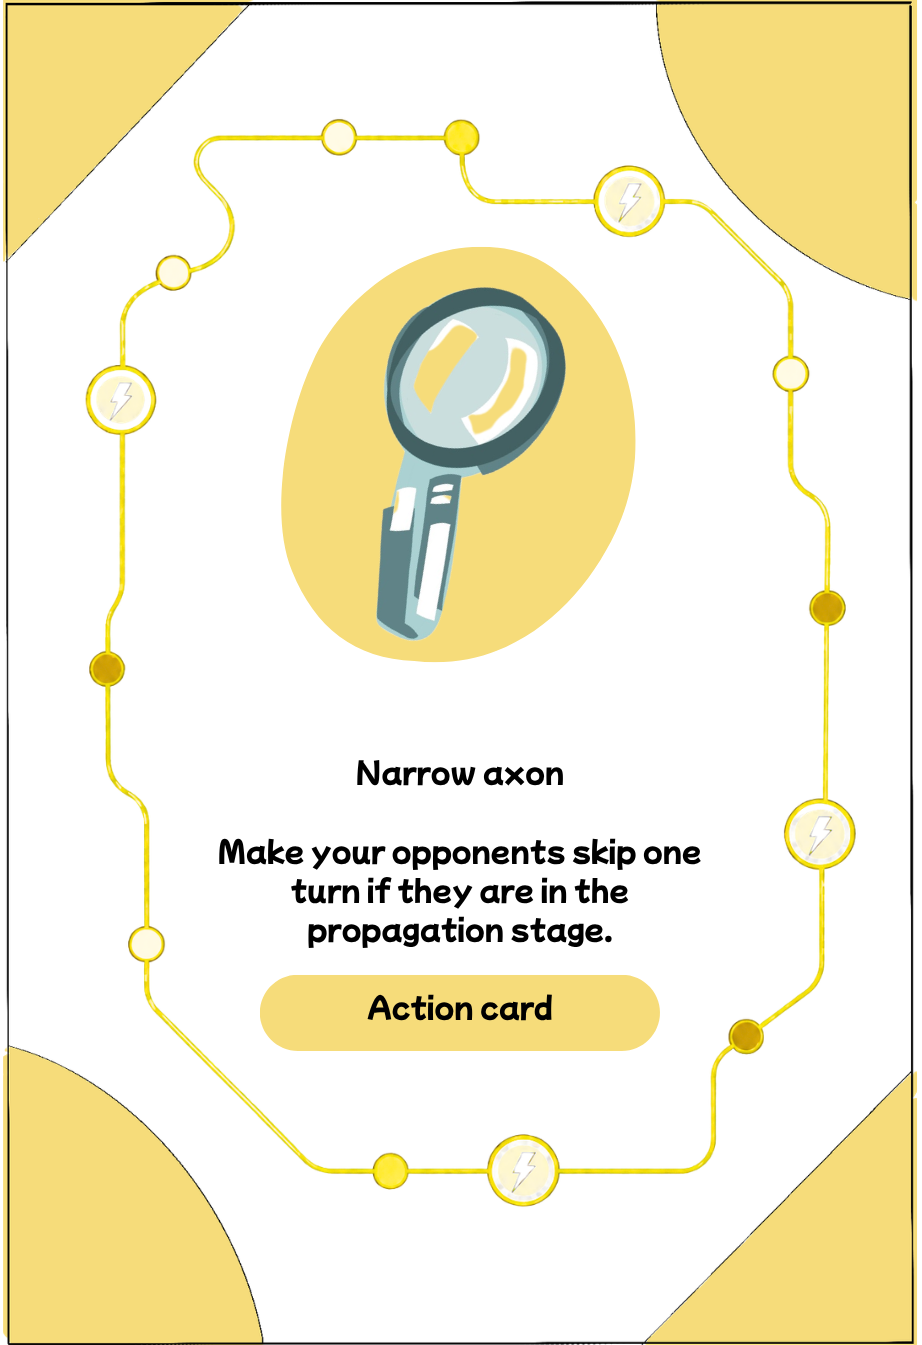 Narrow axon
Make your opponents skip one
turn if they are in the
propagation stage.
Action card